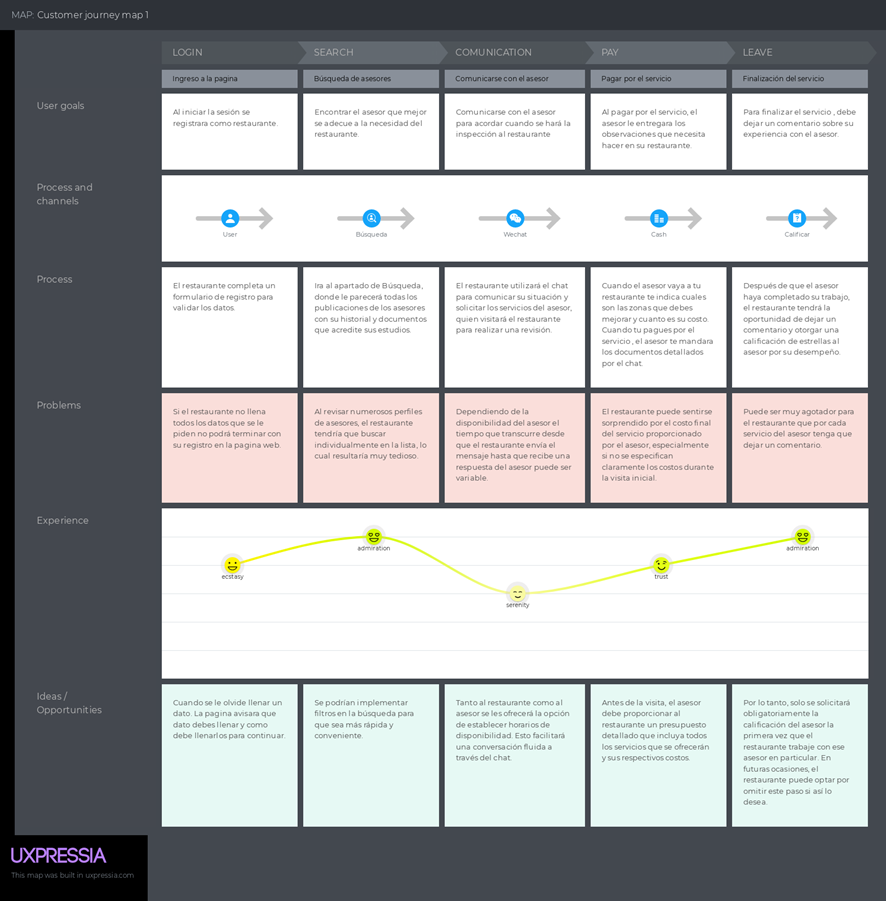 MAP: Customer journey map 1
LOGIN
SEARCH
COMUNICATION
PAY
LEAVE
Ingreso a la pagina
Búsqueda de asesores
Comunicarse con el asesor
Pagar por el servicio
Finalización del servicio
User goals
Al iniciar la sesión se
registrara como restaurante.
Encontrar el asesor que mejor
se adecue a la necesidad del
restaurante.
Comunicarse con el asesor
para acordar cuando se hará la
inspección al restaurante
Al pagar por el servicio, el
asesor le entregara los
observaciones que necesita
hacer en su restaurante.
Para finalizar el servicio , debe
dejar un comentario sobre su
experiencia con el asesor.
Process and
channels
User
Búsqueda
Wechat
Cash
Calificar
Process
El restaurante completa un
formulario de registro para
validar los datos.
Ira al apartado de Búsqueda,
donde le parecerá todas los
publicaciones de los asesores
con su historial y documentos
que acredite sus estudios.
El restaurante utilizará el chat
para comunicar su situación y
solicitar los servicios del asesor,
quien visitará el restaurante
para realizar una revisión.
Cuando el asesor vaya a tu
restaurante te indica cuales
son las zonas que debes
mejorar y cuanto es su costo.
Cuando tu pagues por el
servicio , el asesor te mandara
los documentos detallados
por el chat.
Después de que el asesor
haya completado su trabajo,
el restaurante tendrá la
oportunidad de dejar un
comentario y otorgar una
calificación de estrellas al
asesor por su desempeño.
Problems
Si el restaurante no llena
todos los datos que se le
piden no podrá terminar con
su registro en la pagina web.
Al revisar numerosos perfiles
de asesores, el restaurante
tendría que buscar
individualmente en la lista, lo
cual resultaría muy tedioso.
Dependiendo de la
disponibilidad del asesor el
tiempo que transcurre desde
que el restaurante envía el
mensaje hasta que recibe una
respuesta del asesor puede ser
variable.
El restaurante puede sentirse
sorprendido por el costo final
del servicio proporcionado
por el asesor, especialmente
si no se especifican
claramente los costos durante
la visita inicial.
Puede ser muy agotador para
el restaurante que por cada
servicio del asesor tenga que
dejar un comentario.
Experience
ecstasy
admiration
serenity
trust
admiration
Ideas /
Opportunities
Cuando se le olvide llenar un
dato. La pagina avisara que
dato debes llenar y como
debe llenarlos para continuar.
Se podrían implementar
filtros en la búsqueda para
que sea más rápida y
conveniente.
Tanto al restaurante como al
asesor se les ofrecerá la opción
de establecer horarios de
disponibilidad. Esto facilitará
una conversación fluida a
través del chat.
Antes de la visita, el asesor
debe proporcionar al
restaurante un presupuesto
detallado que incluya todos
los servicios que se ofrecerán
y sus respectivos costos.
Por lo tanto, solo se solicitará
obligatoriamente la
calificación del asesor la
primera vez que el
restaurante trabaje con ese
asesor en particular. En
futuras ocasiones, el
restaurante puede optar por
omitir este paso si así lo
desea.
UXPRESSIA
This map was built in uxpressia.com